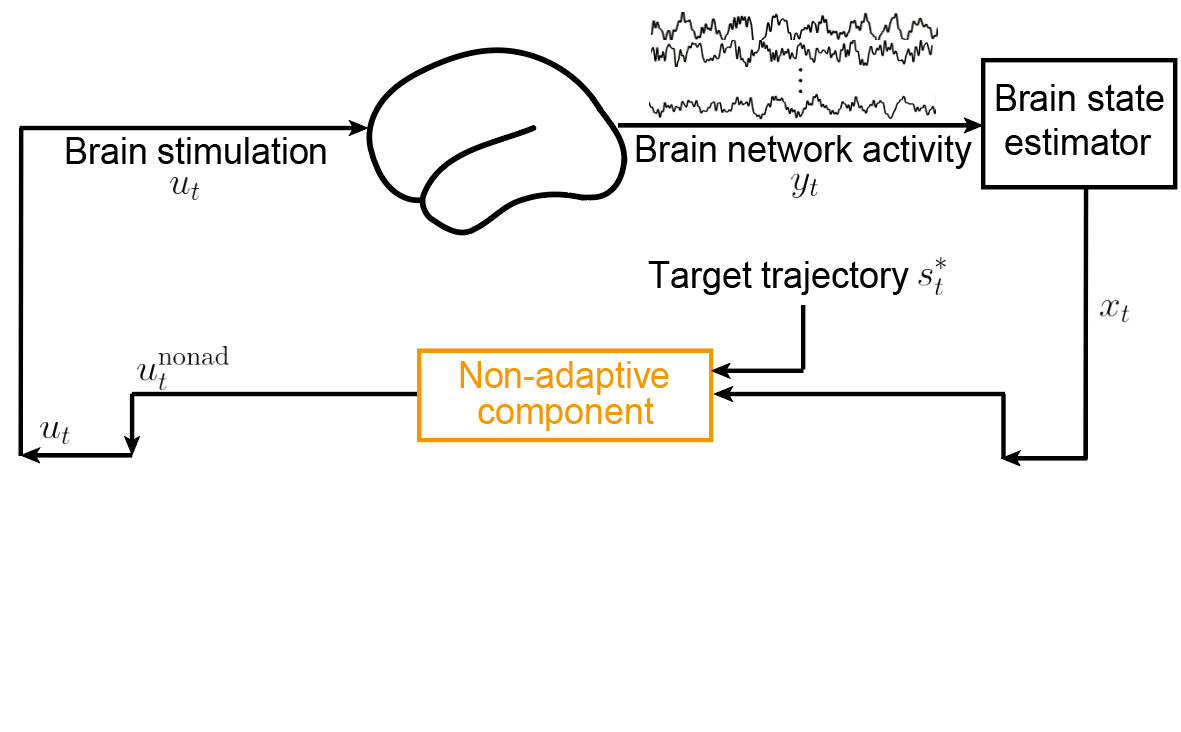 Brain state
estimator
Brain stimulation
u_t
Brain network activity
y_t
Target trajectory s_t^*
x_t
u_t^{nonad}
Non-adaptive
component
u_t